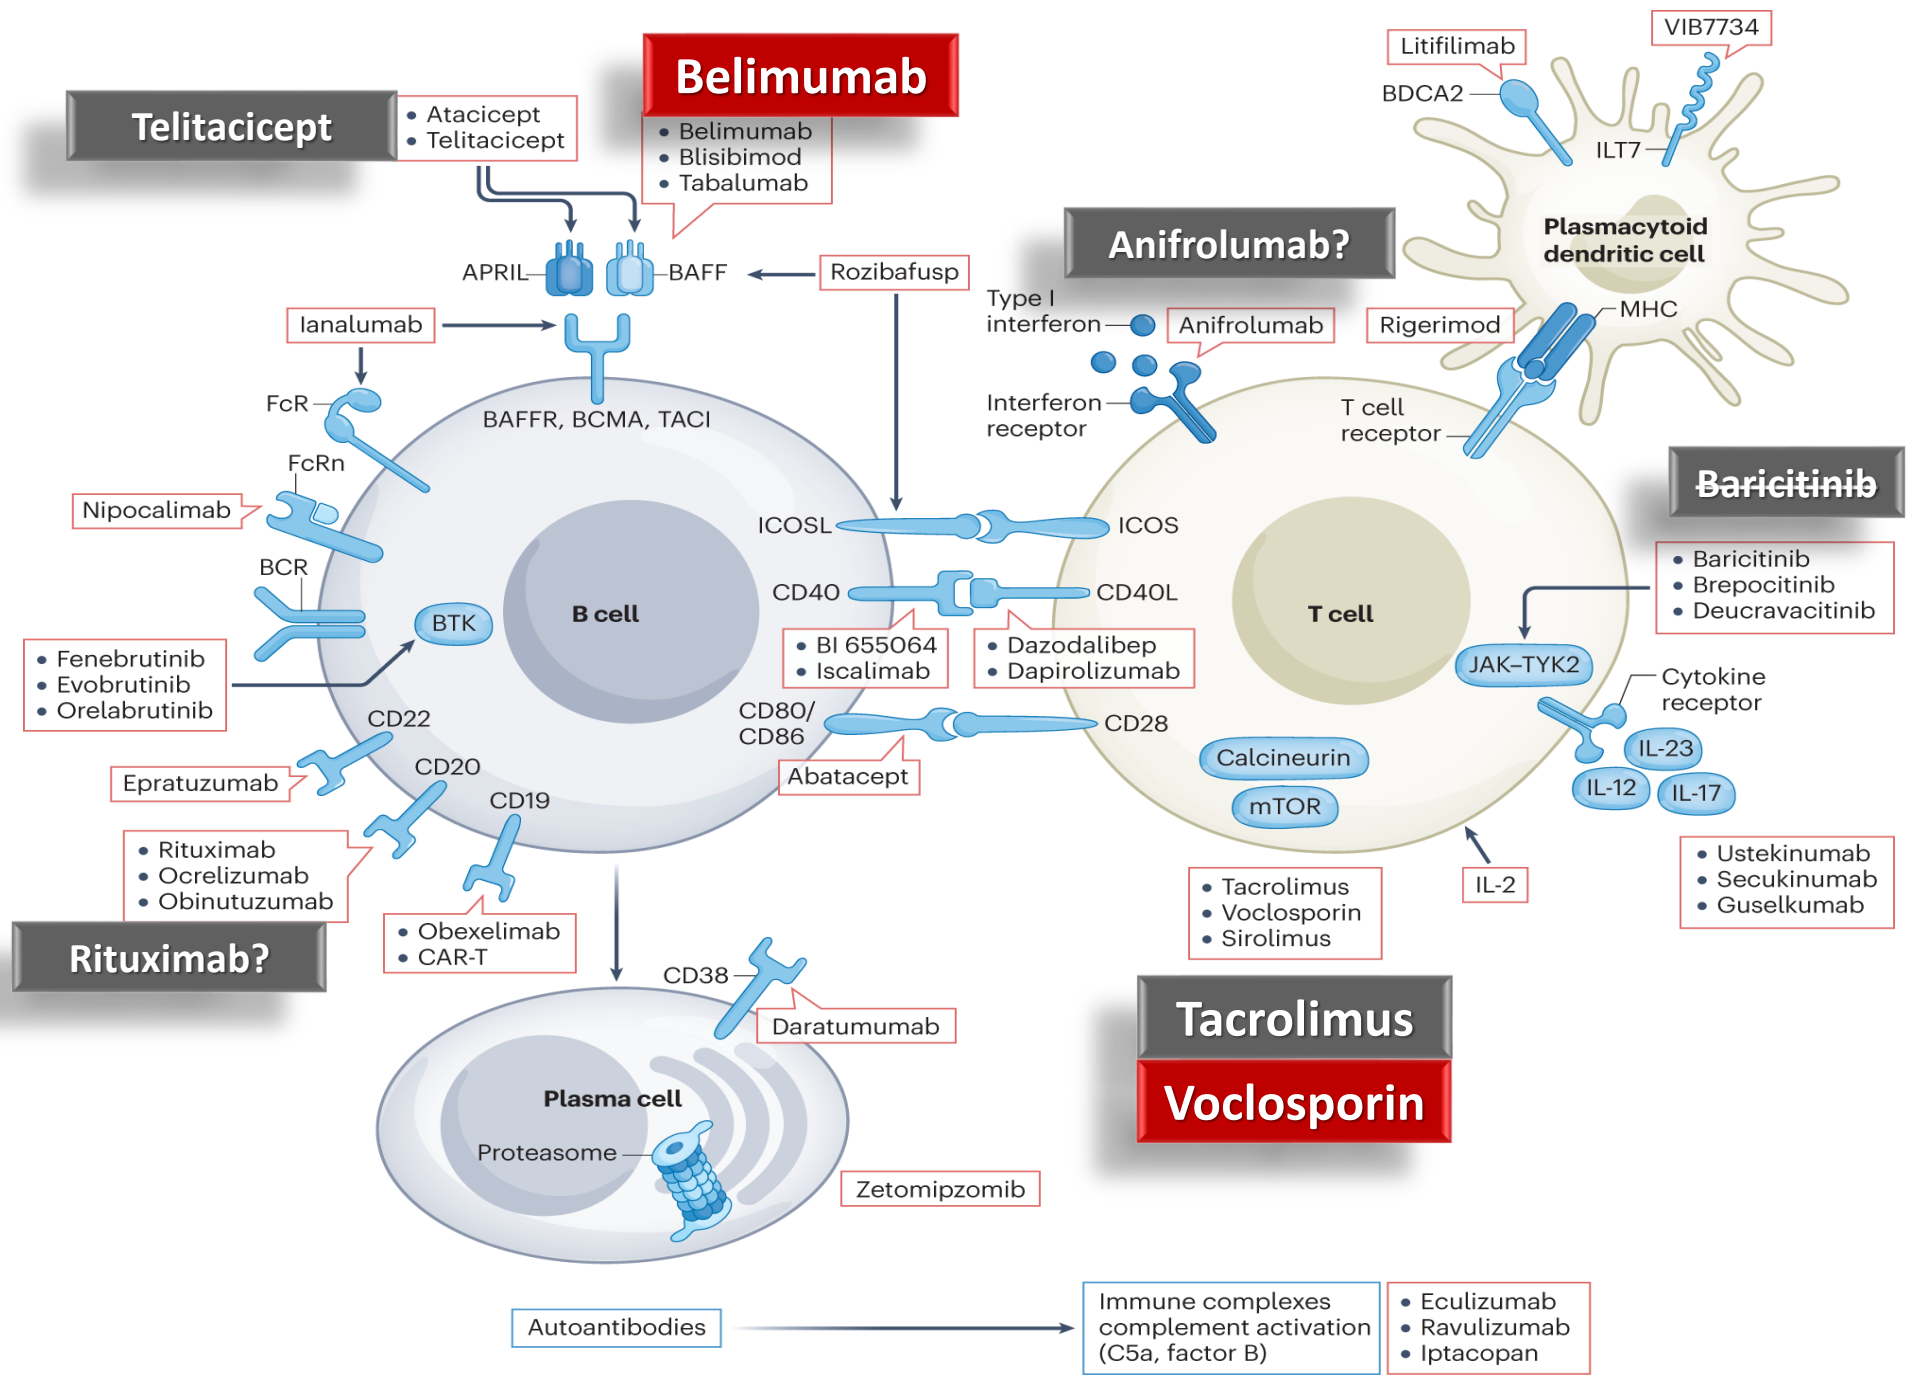 Belimumab
Telitacicept
• Atacicept
• Telitacicept
• Belimumab
• Blisibimod
• Tabalumab
APRIL
BAFF
Rozibafusp
Ianalumab
FcR
BAFFR, BCMA, TACI
FcRn
Nipocalimab
BCR
BTK
B cell
• Fenebrutinib
• Evobrutinib
• Orelabrutinib
CD22
Epratuzumab
CD20
CD19
• Rituximab
• Ocrelizumab
• Obinutuzumab
Rituximab?
• Obexelimab
• CAR-T
ICOSL
ICOS
CD40
CD40L
• BI 655064
• Iscalimab
• Dazodalibep
• Dapirolizumab
CD80/
CD86
CD28
Abatacept
Litifilimab
VIB7734
BDCA2
ILT7
Plasmacytoid
dendritic cell
Anifrolumab?
Type I
interferon
Anifrolumab
Rigerimod
MHC
Interferon
receptor
T cell
receptor
T cell
Baricitinib
• Baricitinib
• Brepocitinib
• Deucravacitinib
JAK–TYK2
Cytokine
receptor
IL-23
IL-12
IL-17
Calcineurin
mTOR
• Tacrolimus
• Voclosporin
• Sirolimus
IL-2
• Ustekinumab
• Secukinumab
• Guselkumab
Tacrolimus
Voclosporin
CD38
Daratumumab
Plasma cell
Proteasome
Zetomipzomib
Autoantibodies
Immune complexes
complement activation
(C5a, factor B)
• Eculizumab
• Ravulizumab
• Iptacopan